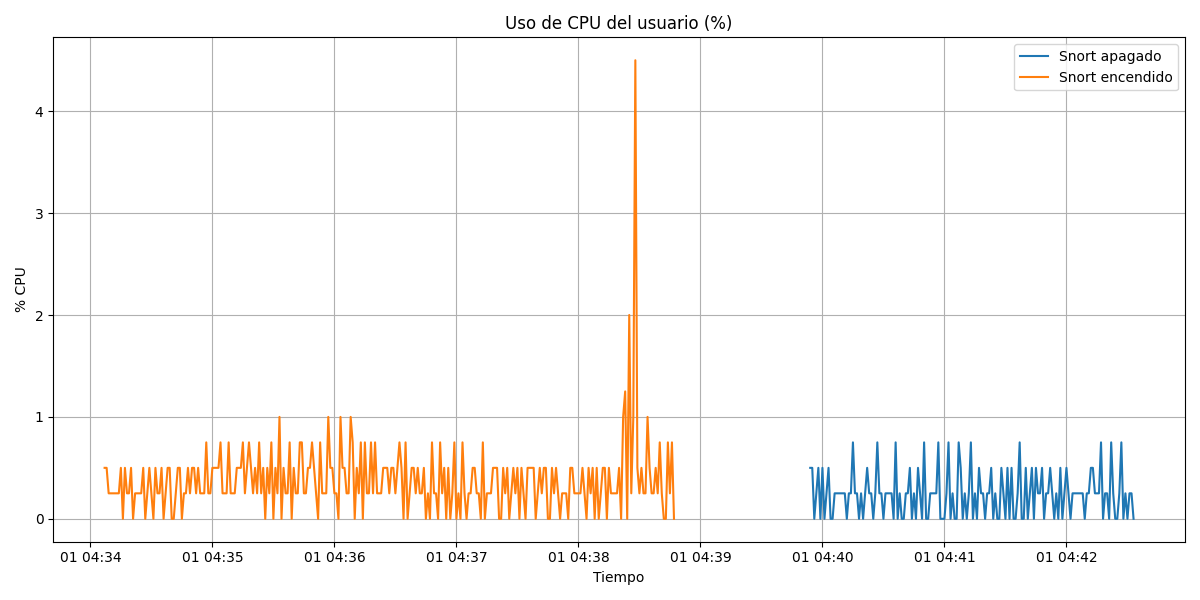 Uso de CPU del usuario (%)
Snort apagado
Snort encendido
% CPU
4
3
2
1
0
01 04:34 01 04:35 01 04:36 01 04:37 01 04:38 01 04:39 01 04:40 01 04:41 01 04:42
Tiempo